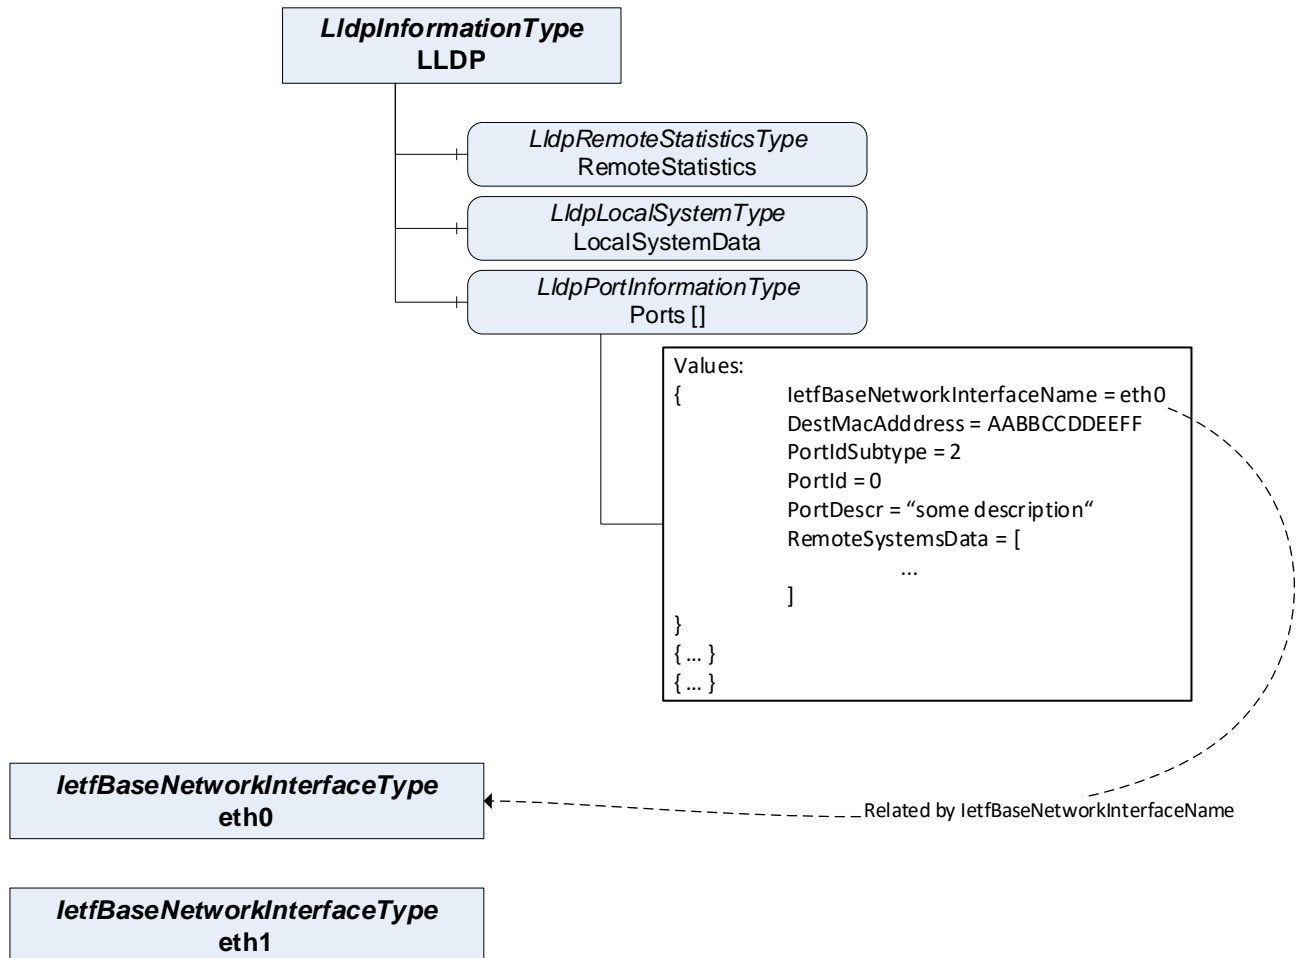 LldpInformationType
LLDP
LldpRemoteStatisticsType
RemoteStatistics
LldpLocalSystemType
LocalSystemData
LldpPortInformationType
Ports []
Values:
{ IetfBaseNetworkInterfaceName = eth0
DestMacAdddress = AABBCCDDEEFF
PortIdSubtype = 2
PortId = 0
PortDescr = “some description“
RemoteSystemsData = [
...
]
}
{ ... }
{ ... }
IetfBaseNetworkInterfaceType
eth0
Related by IetfBaseNetworkInterfaceName
IetfBaseNetworkInterfaceType
eth1